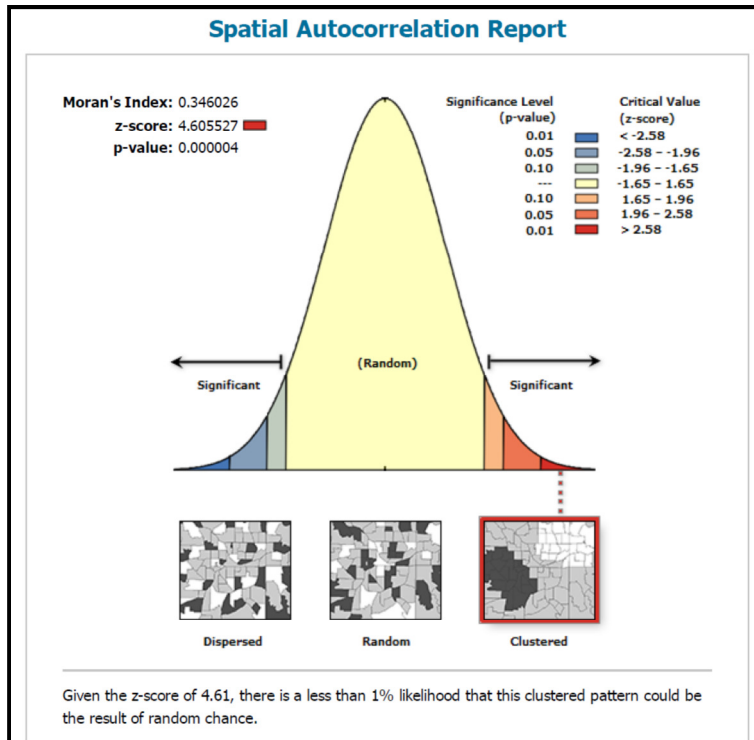 Spatial Autocorrelation Report
Moran's Index: 0.346026
z-score: 4.605527
p-value: 0.000004
Significance Level
(p-value)
Critical Value
(z-score)
0.01 < -2.58
0.05 -2.58 – -1.96
0.10 -1.96 – -1.65
--- -1.65 – 1.65
0.10 1.65 – 1.96
0.05 1.96 – 2.58
0.01 > 2.58
(Random)
Significant
Significant
Dispersed
Random
Clustered
Given the z-score of 4.61, there is a less than 1% likelihood that this clustered pattern could be
the result of random chance.